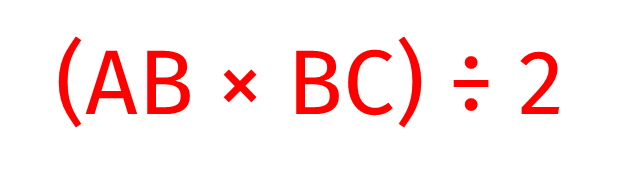 (AB × BC) ÷ 2